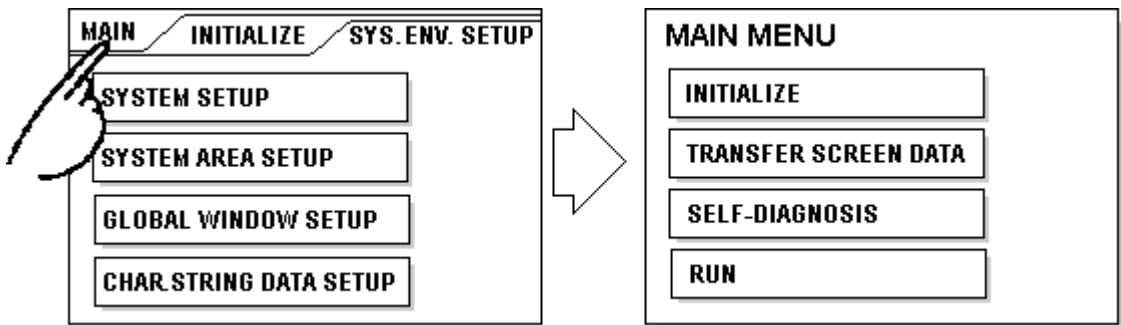 MAIN INITIALIZE SYS.ENV. SETUP
SYSTEM SETUP
SYSTEM AREA SETUP
GLOBAL WINDOW SETUP
CHAR.STRING DATA SETUP
MAIN MENU
INITIALIZE
TRANSFER SCREEN DATA
SELF-DIAGNOSIS
RUN